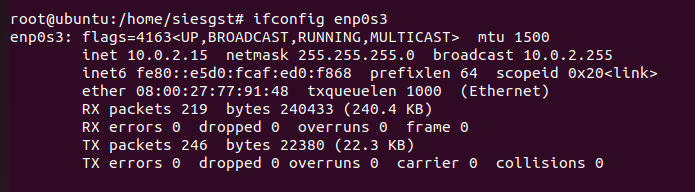 root@ubuntu:/home/siesgst# ifconfig enp0s3
enp0s3: flags=4163<UP,BROADCAST,RUNNING,MULTICAST>  mtu 1500
        inet 10.0.2.15  netmask 255.255.255.0  broadcast 10.0.2.255
        inet6 fe80::e5d0:fcaf:ed0:f868  prefixlen 64  scopeid 0x20<link>
        ether 08:00:27:77:91:48  txqueuelen 1000  (Ethernet)
        RX packets 219  bytes 240433 (240.4 KB)
        RX errors 0  dropped 0  overruns 0  frame 0
        TX packets 246  bytes 22380 (22.3 KB)
        TX errors 0  dropped 0 overruns 0  carrier 0  collisions 0